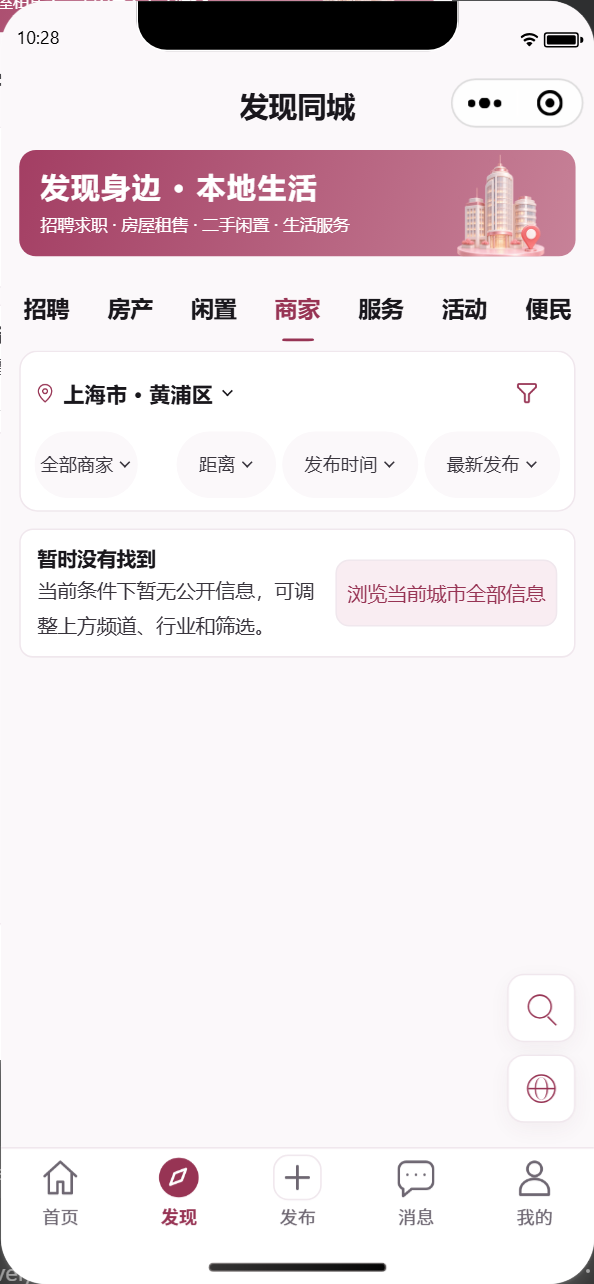 10:28
发现同城
发现身边·本地生活
招聘求职·房屋租售·二手闲置·生活服务
招聘 房产 闲置 商家 服务 活动 便民
上海市·黄浦区
全部商家 距离 发布时间 最新发布
暂时没有找到
当前条件下暂无公开信息，可调
整上方频道、行业和筛选。
浏览当前城市全部信息
首页 发现 发布 消息 我的